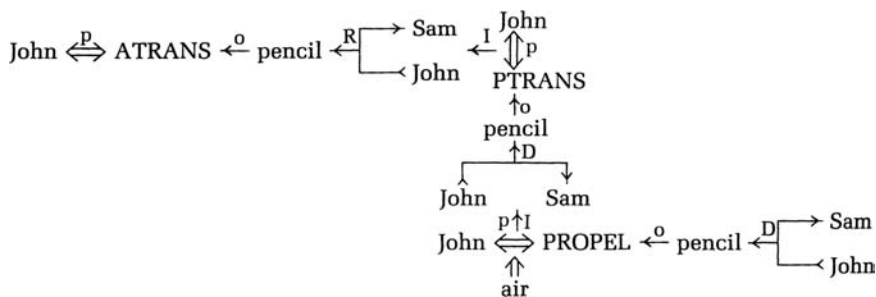 John
R Sam I
John p ATRANS o pencil p
John
PTRANS
o
pencil
D
John Sam
p I Sam
John PROPEL o pencil D
John
air